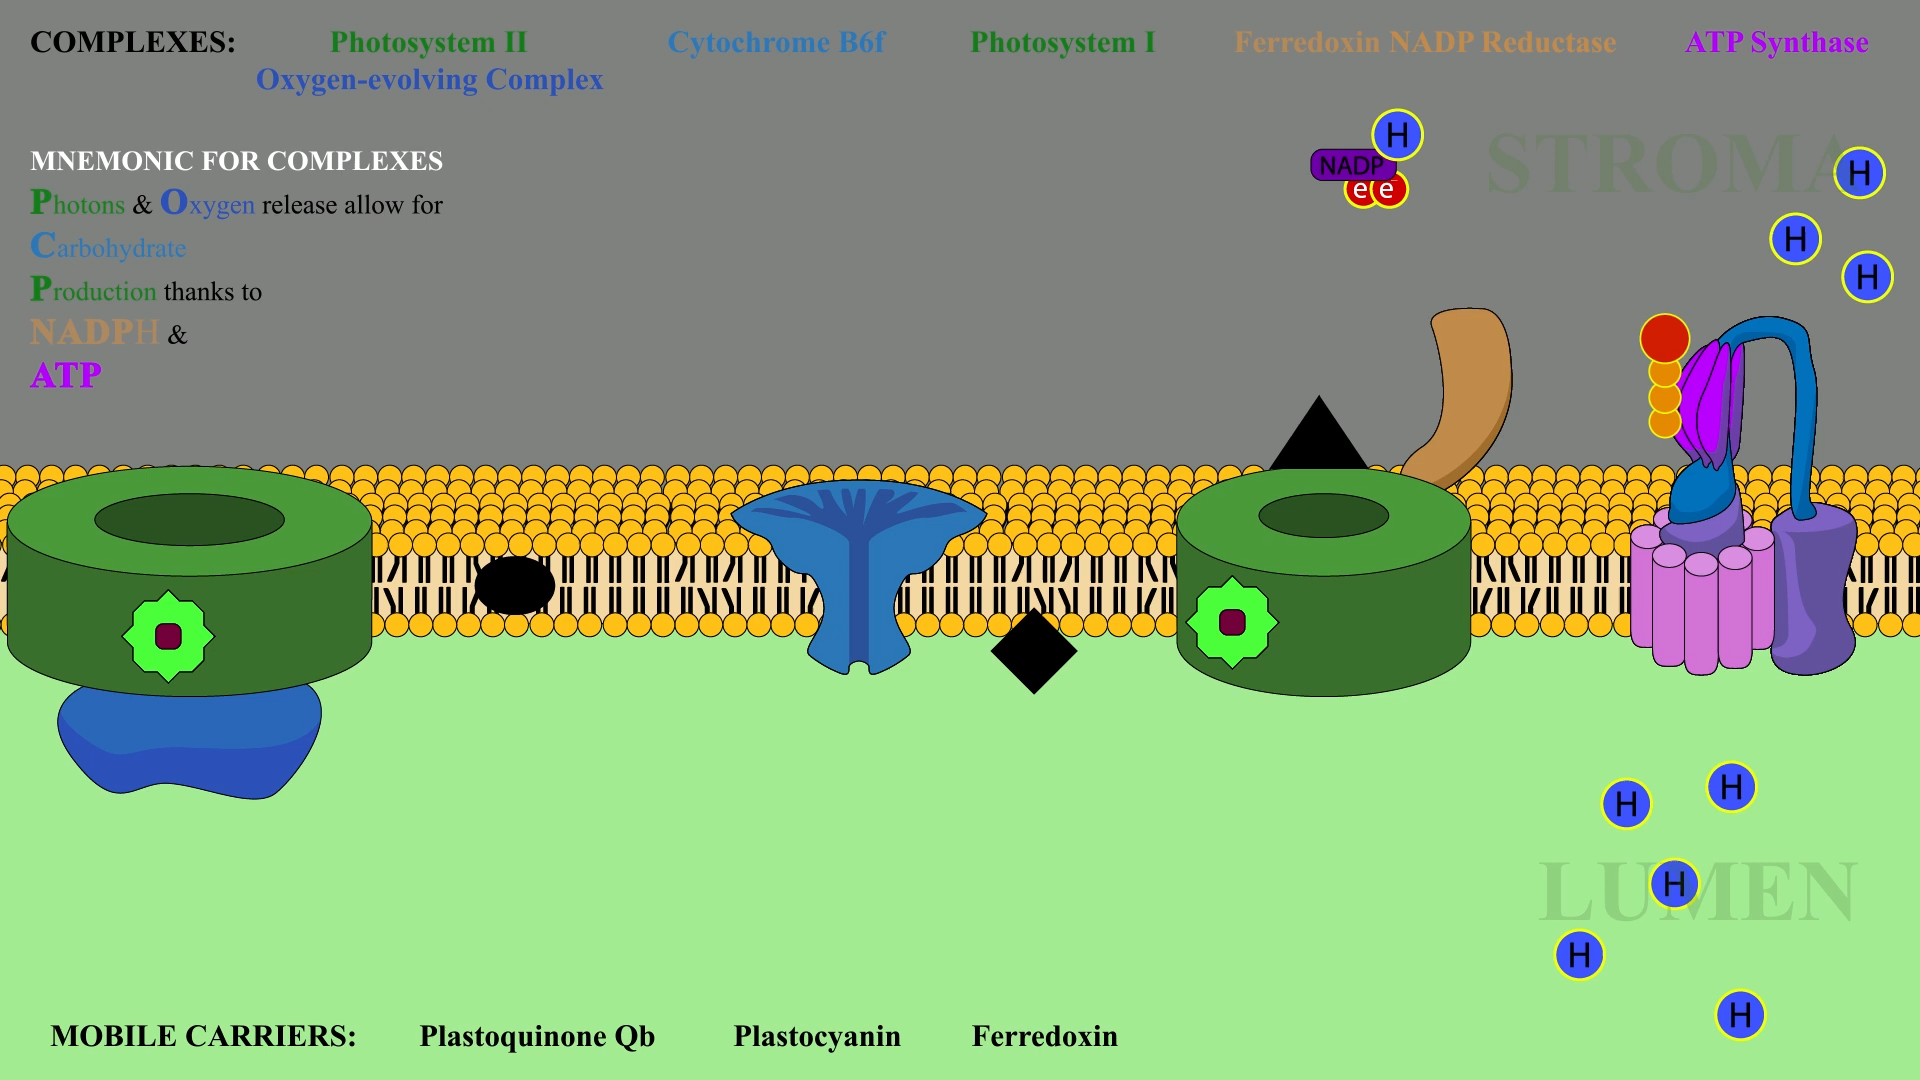 COMPLEXES: Photosystem II Cytochrome B6f Photosystem I Ferredoxin NADP Reductase ATP Synthase
Oxygen-evolving Complex
MNEMONIC FOR COMPLEXES
Photons & Oxygen release allow for
Carbohydrate
Production thanks to
NADPH &
ATP
H
NADP
e⁻ e⁻
STROMA
H
H
H
H
H
LUMEN
H
H
H
MOBILE CARRIERS: Plastoquinone Qb Plastocyanin Ferredoxin